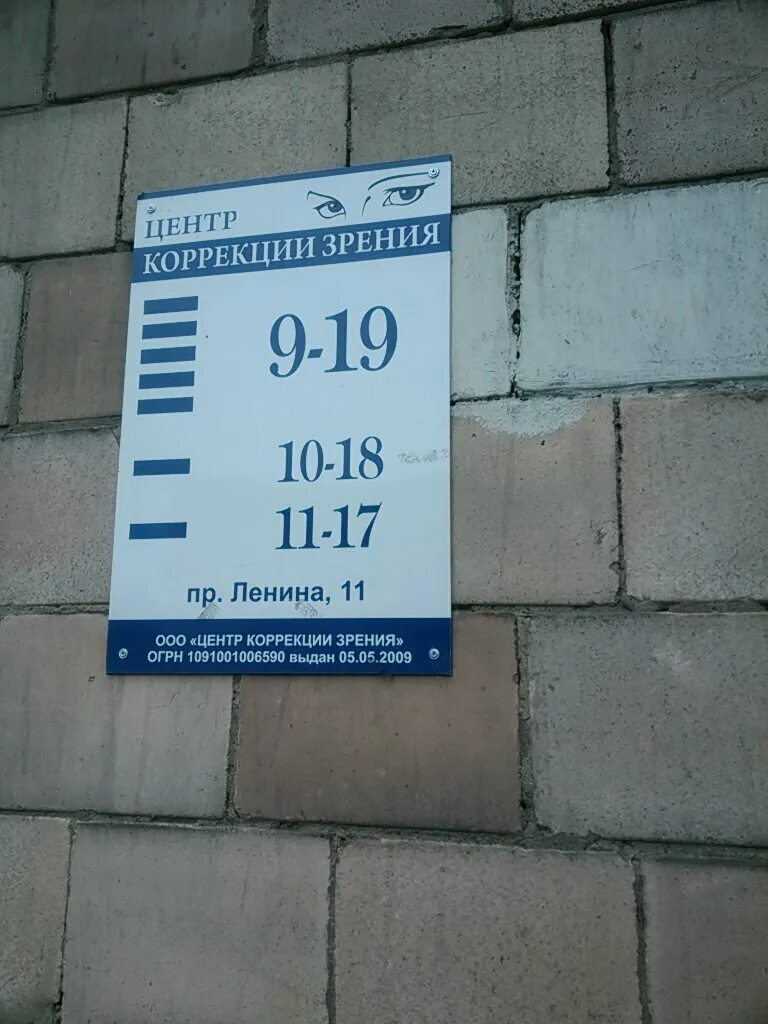 ЦЕНТР
КОРРЕКЦИИ ЗРЕНИЯ
9-19
10-18
11-17
пр. Ленина, 11
ООО «ЦЕНТР КОРРЕКЦИИ ЗРЕНИЯ»
ОГРН 1091001006590 выдан 05.05.2009